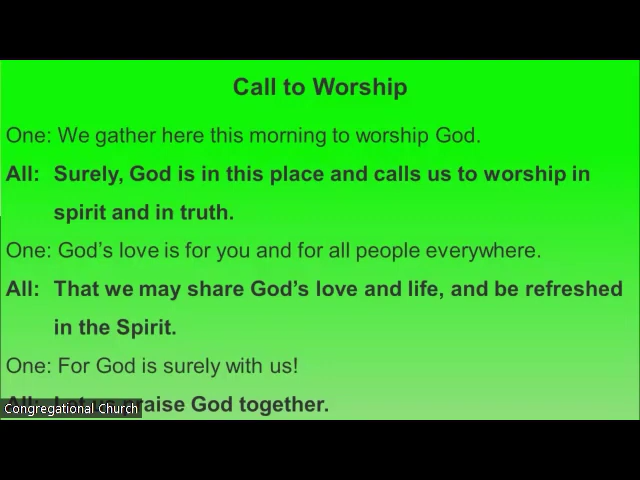 Call to Worship
One: We gather here this morning to worship God.
All: Surely, God is in this place and calls us to worship in
spirit and in truth.
One: God’s love is for you and for all people everywhere.
All: That we may share God’s love and life, and be refreshed
in the Spirit.
One: For God is surely with us!
All: Let us praise God together.
Congregational Church